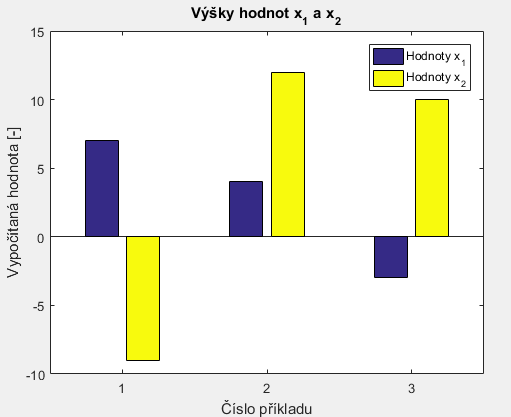 Výšky hodnot x₁ a x₂
Hodnoty x₁
Hodnoty x₂
15
10
5
0
-5
-10
Vypočítaná hodnota [-]
1 2 3
Číslo příkladu